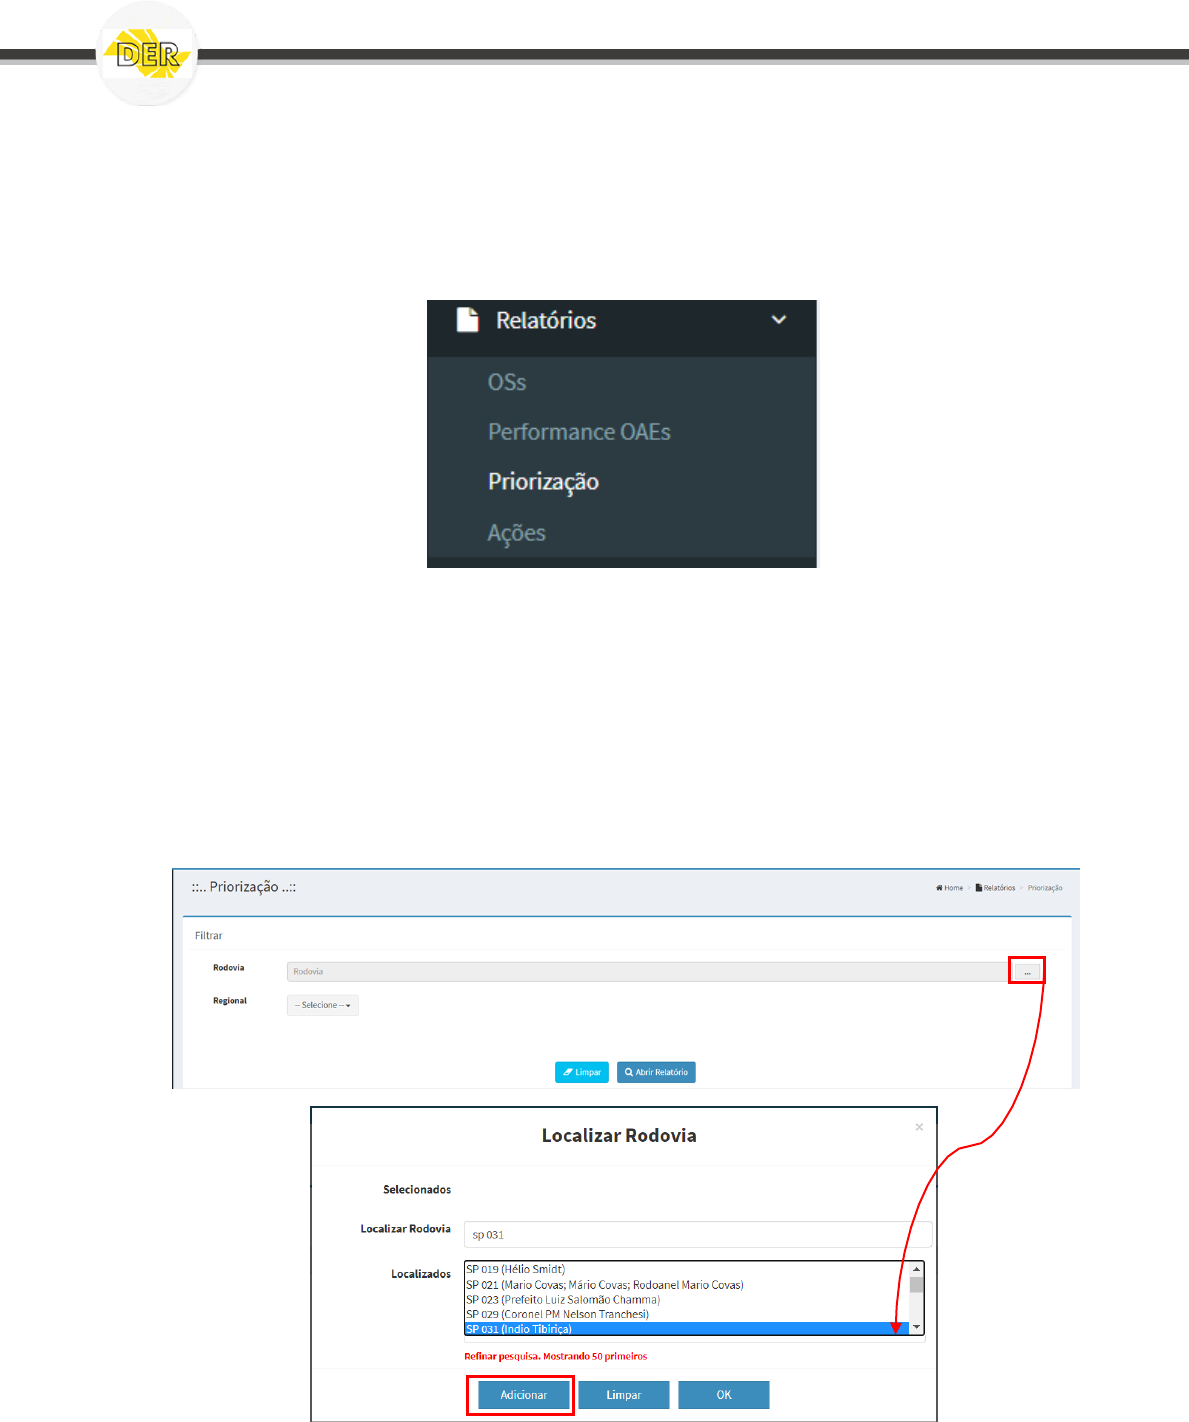 DER
Relatórios
OSs
Performance OAEs
Priorização
Ações
::.. Priorização ..::
Home > Relatórios > Priorização
Filtrar
Rodovia
Rodovia
...
Regional
-- Selecione --
Limpar
Abrir Relatório
Localizar Rodovia
×
Selecionados
Localizar Rodovia
sp 031
Localizados
SP 019 (Hélio Smidt)
SP 021 (Mario Covas; Mário Covas; Rodoanel Mario Covas)
SP 023 (Prefeito Luiz Salomão Chamma)
SP 029 (Coronel PM Nelson Tranchesi)
SP 031 (Indio Tibiriça)
Refinar pesquisa. Mostrando 50 primeiros
Adicionar
Limpar
OK